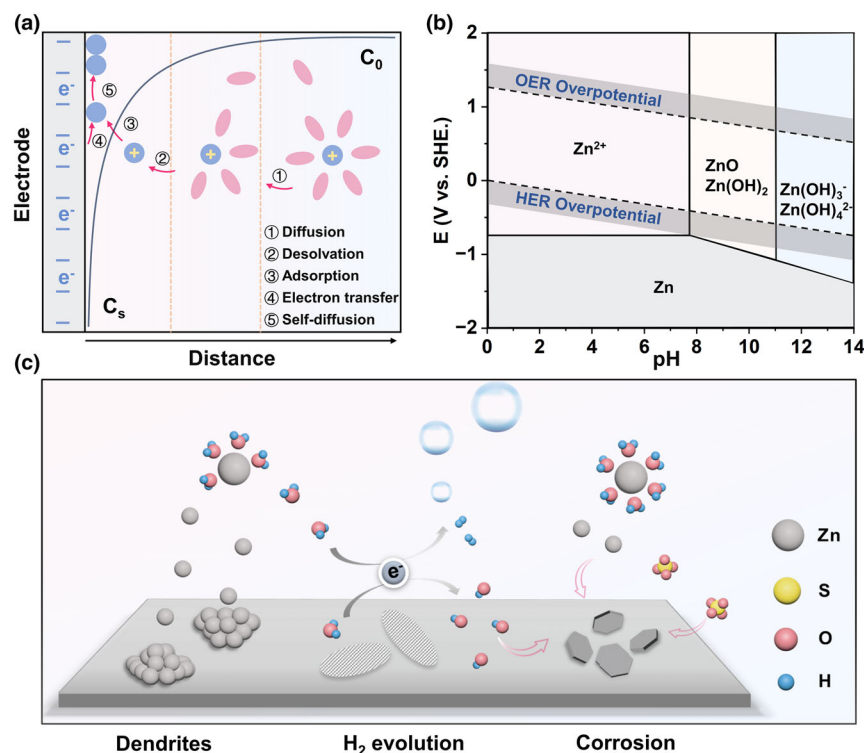 (a)
C₀
e⁻
⑤
e⁻
③
④
e⁻
+
②
+
①
+
Electrode
e⁻
① Diffusion
② Desolvation
③ Adsorption
④ Electron transfer
⑤ Self-diffusion
e⁻
Cₛ
Distance
(b)
2
1
0
−1
−2
E (V vs. SHE.)
OER Overpotential
Zn²⁺
ZnO
Zn(OH)₂
Zn(OH)₃⁻
Zn(OH)₄²⁻
HER Overpotential
Zn
0 2 4 6 8 10 12 14
pH
(c)
e⁻
Zn
S
O
H
Dendrites H₂ evolution Corrosion